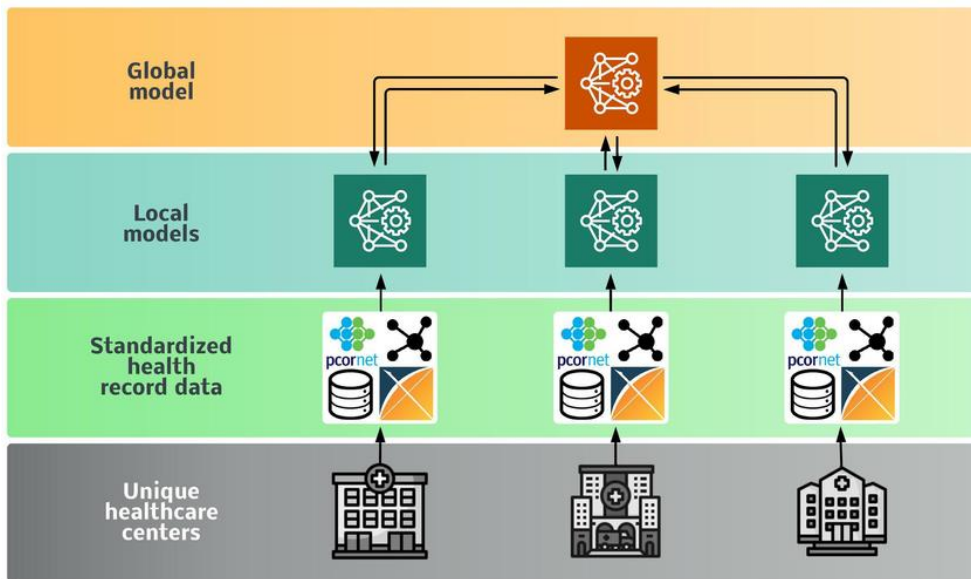 Global
model
Local
models
Standardized
health
record data
pcornet
pcornet
pcornet
Unique
healthcare
centers